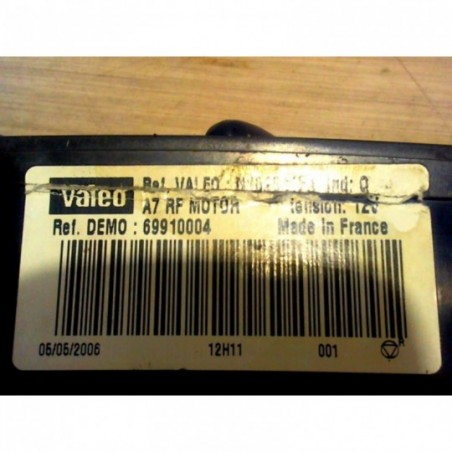 Valeo
Ref. VALEO : Ind: 0
A7 RF MOTOR Tension: 12V
Ref. DEMO : 69910004 Made in France
05/05/2006 12H11 001